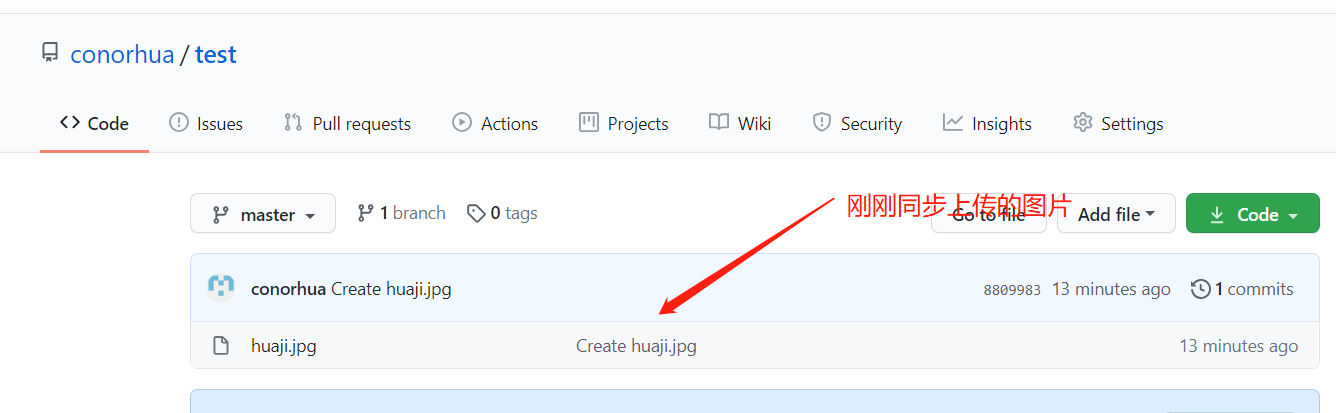 conorhua / test
Code Issues Pull requests Actions Projects Wiki Security Insights Settings
master 1 branch 0 tags Go to file Add file Code
刚刚同步上传的图片
conorhua Create huaji.jpg 8809983 13 minutes ago 1 commits
huaji.jpg Create huaji.jpg 13 minutes ago